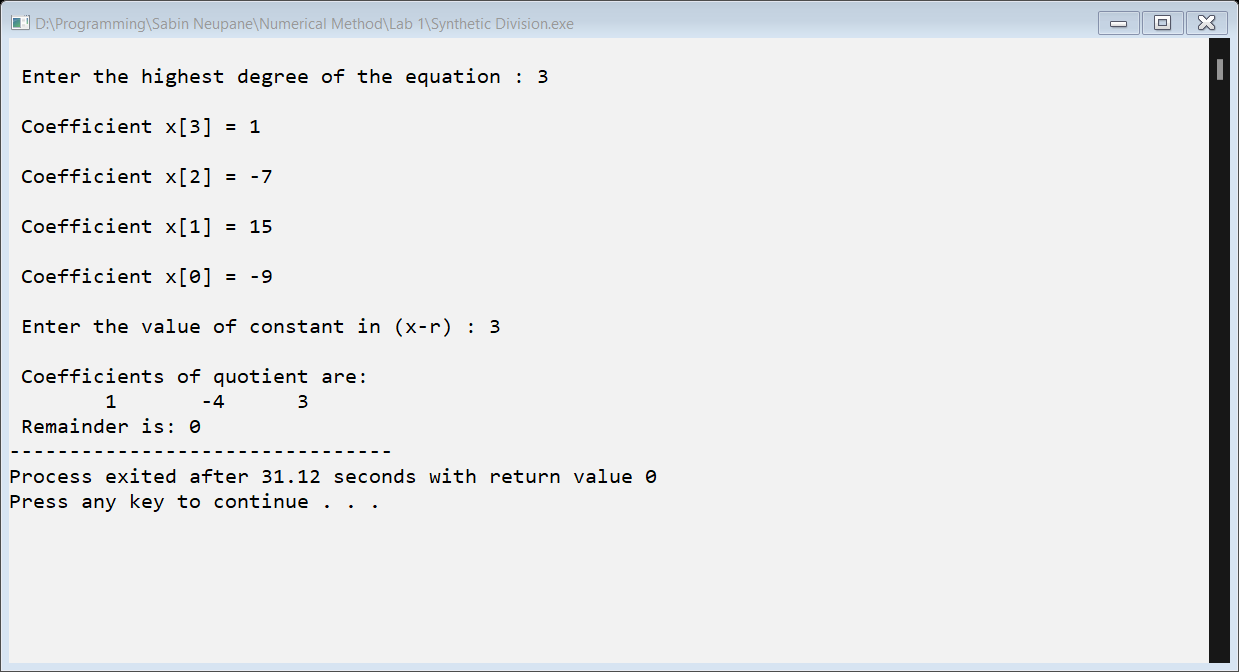 D:\Programming\Sabin Neupane\Numerical Method\Lab 1\Synthetic Division.exe
Enter the highest degree of the equation : 3
Coefficient x[3] = 1
Coefficient x[2] = -7
Coefficient x[1] = 15
Coefficient x[0] = -9
Enter the value of constant in (x-r) : 3
Coefficients of quotient are:
1 -4 3
Remainder is: 0
--------------------------------
Process exited after 31.12 seconds with return value 0
Press any key to continue . . .